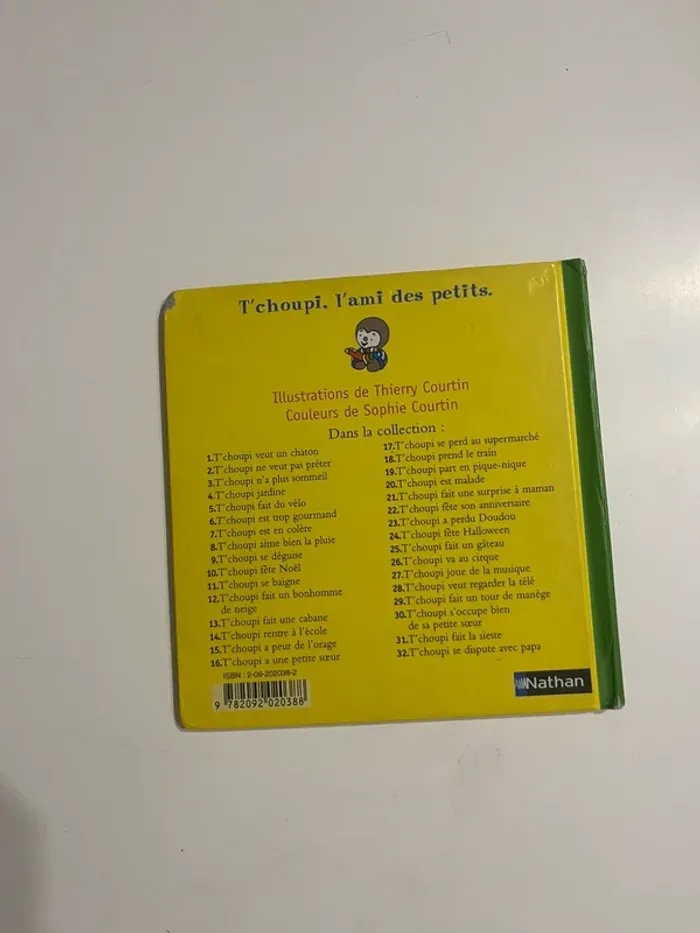 T'choupi, l'ami des petits.
Illustrations de Thierry Courtin
Couleurs de Sophie Courtin
Dans la collection :
1.T'choupi veut un chaton
2.T'choupi ne veut pas prêter
3.T'choupi n'a plus sommeil
4.T'choupi jardine
5.T'choupi fait du vélo
6.T'choupi est trop gourmand
7.T'choupi est en colère
8.T'choupi aime bien la pluie
9.T'choupi se déguise
10.T'choupi fête Noël
11.T'choupi se baigne
12.T'choupi fait un bonhomme
de neige
13.T'choupi fait une cabane
14.T'choupi rentre à l'école
15.T'choupi a peur de l'orage
16.T'choupi a une petite sœur
17.T'choupi se perd au supermarché
18.T'choupi prend le train
19.T'choupi part en pique-nique
20.T'choupi est malade
21.T'choupi fait une surprise à maman
22.T'choupi fête son anniversaire
23.T'choupi a perdu Doudou
24.T'choupi fête Halloween
25.T'choupi fait un gâteau
26.T'choupi va au cirque
27.T'choupi joue de la musique
28.T'choupi veut regarder la télé
29.T'choupi fait un tour de manège
30.T'choupi s'occupe bien
de sa petite sœur
31.T'choupi fait la sieste
32.T'choupi se dispute avec papa
ISBN : 2-09-202038-2
9 782092 020388
Nathan